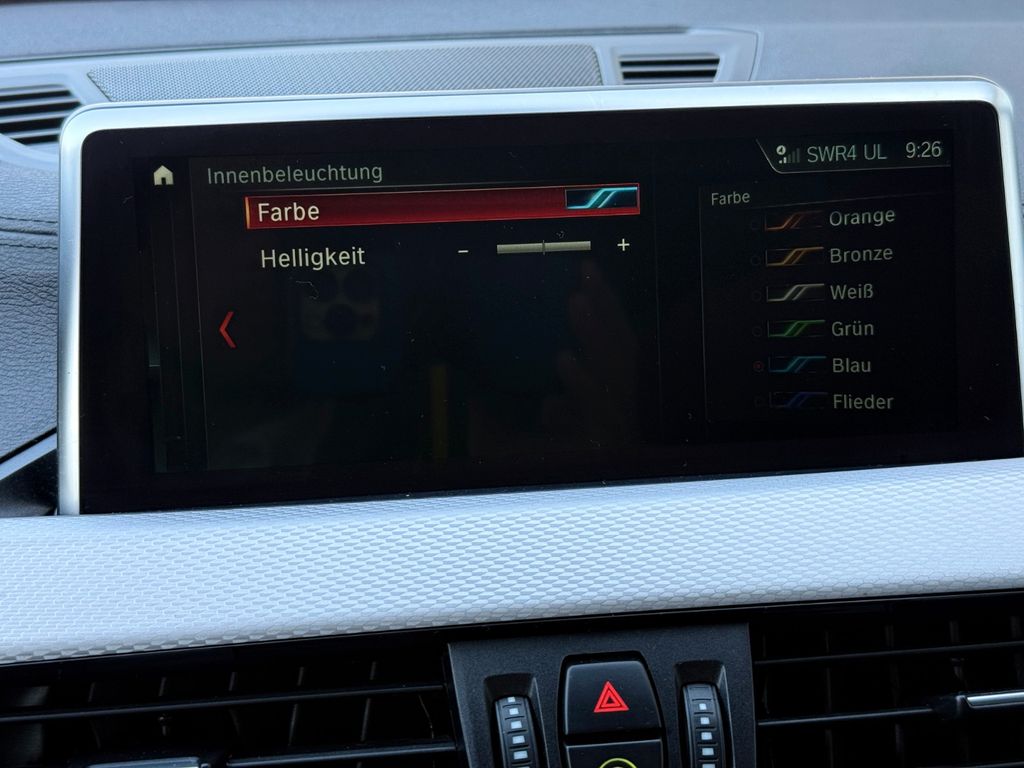 SWR4 UL 9:26
Innenbeleuchtung
Farbe
Helligkeit - +
Farbe
Orange
Bronze
Weiß
Grün
Blau
Flieder